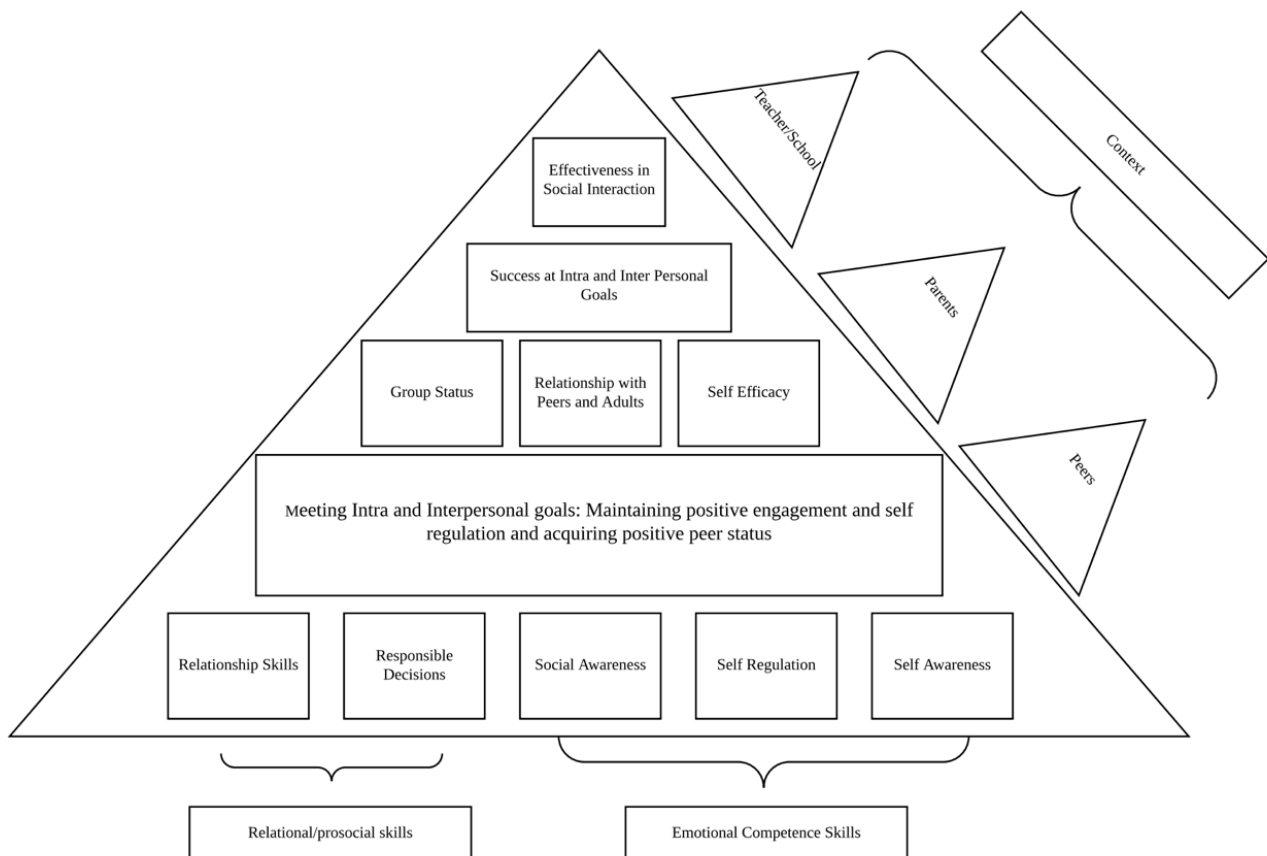 Effectiveness in
Social Interaction
Success at Intra and Inter Personal
Goals
Group Status
Relationship with
Peers and Adults
Self Efficacy
Meeting Intra and Interpersonal goals: Maintaining positive engagement and self
regulation and acquiring positive peer status
Relationship Skills
Responsible
Decisions
Social Awareness
Self Regulation
Self Awareness
Relational/prosocial skills
Emotional Competence Skills
Teacher/School
Parents
Peers
Context